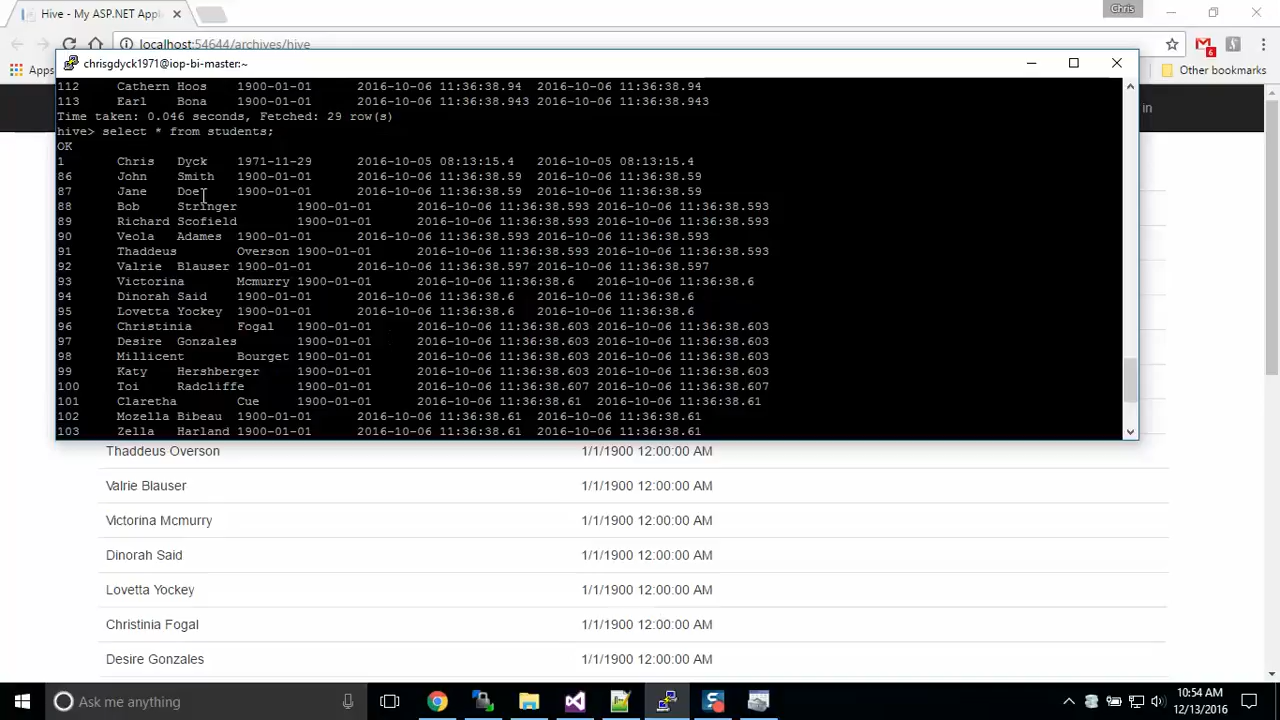 Hive - My ASP.NET Appl
Chris
localhost:54644/archives/hive
6
Apps
Other bookmarks
in
chrisgdyck1971@iop-bi-master:~
112 Cathern Hoos 1900-01-01 2016-10-06 11:36:38.94 2016-10-06 11:36:38.94
113 Earl Bona 1900-01-01 2016-10-06 11:36:38.943 2016-10-06 11:36:38.943
Time taken: 0.046 seconds, Fetched: 29 row(s)
hive> select * from students;
OK
1 Chris Dyck 1971-11-29 2016-10-05 08:13:15.4 2016-10-05 08:13:15.4
86 John Smith 1900-01-01 2016-10-06 11:36:38.59 2016-10-06 11:36:38.59
87 Jane Doe 1900-01-01 2016-10-06 11:36:38.59 2016-10-06 11:36:38.59
88 Bob Stringer 1900-01-01 2016-10-06 11:36:38.593 2016-10-06 11:36:38.593
89 Richard Scofield 1900-01-01 2016-10-06 11:36:38.593 2016-10-06 11:36:38.593
90 Veola Adames 1900-01-01 2016-10-06 11:36:38.593 2016-10-06 11:36:38.593
91 Thaddeus Overson 1900-01-01 2016-10-06 11:36:38.593 2016-10-06 11:36:38.593
92 Valrie Blauser 1900-01-01 2016-10-06 11:36:38.597 2016-10-06 11:36:38.597
93 Victorina Mcmurry 1900-01-01 2016-10-06 11:36:38.6 2016-10-06 11:36:38.6
94 Dinorah Said 1900-01-01 2016-10-06 11:36:38.6 2016-10-06 11:36:38.6
95 Lovetta Yockey 1900-01-01 2016-10-06 11:36:38.6 2016-10-06 11:36:38.6
96 Christinia Fogal 1900-01-01 2016-10-06 11:36:38.603 2016-10-06 11:36:38.603
97 Desire Gonzales 1900-01-01 2016-10-06 11:36:38.603 2016-10-06 11:36:38.603
98 Millicent Bourget 1900-01-01 2016-10-06 11:36:38.603 2016-10-06 11:36:38.603
99 Katy Hershberger 1900-01-01 2016-10-06 11:36:38.603 2016-10-06 11:36:38.603
100 Toi Radcliffe 1900-01-01 2016-10-06 11:36:38.607 2016-10-06 11:36:38.607
101 Claretha Cue 1900-01-01 2016-10-06 11:36:38.61 2016-10-06 11:36:38.61
102 Mozella Bibeau 1900-01-01 2016-10-06 11:36:38.61 2016-10-06 11:36:38.61
103 Zella Harland 1900-01-01 2016-10-06 11:36:38.61 2016-10-06 11:36:38.61
Thaddeus Overson 1/1/1900 12:00:00 AM
Valrie Blauser 1/1/1900 12:00:00 AM
Victorina Mcmurry 1/1/1900 12:00:00 AM
Dinorah Said 1/1/1900 12:00:00 AM
Lovetta Yockey 1/1/1900 12:00:00 AM
Christinia Fogal 1/1/1900 12:00:00 AM
Desire Gonzales 1/1/1900 12:00:00 AM
Ask me anything
10:54 AM
12/13/2016